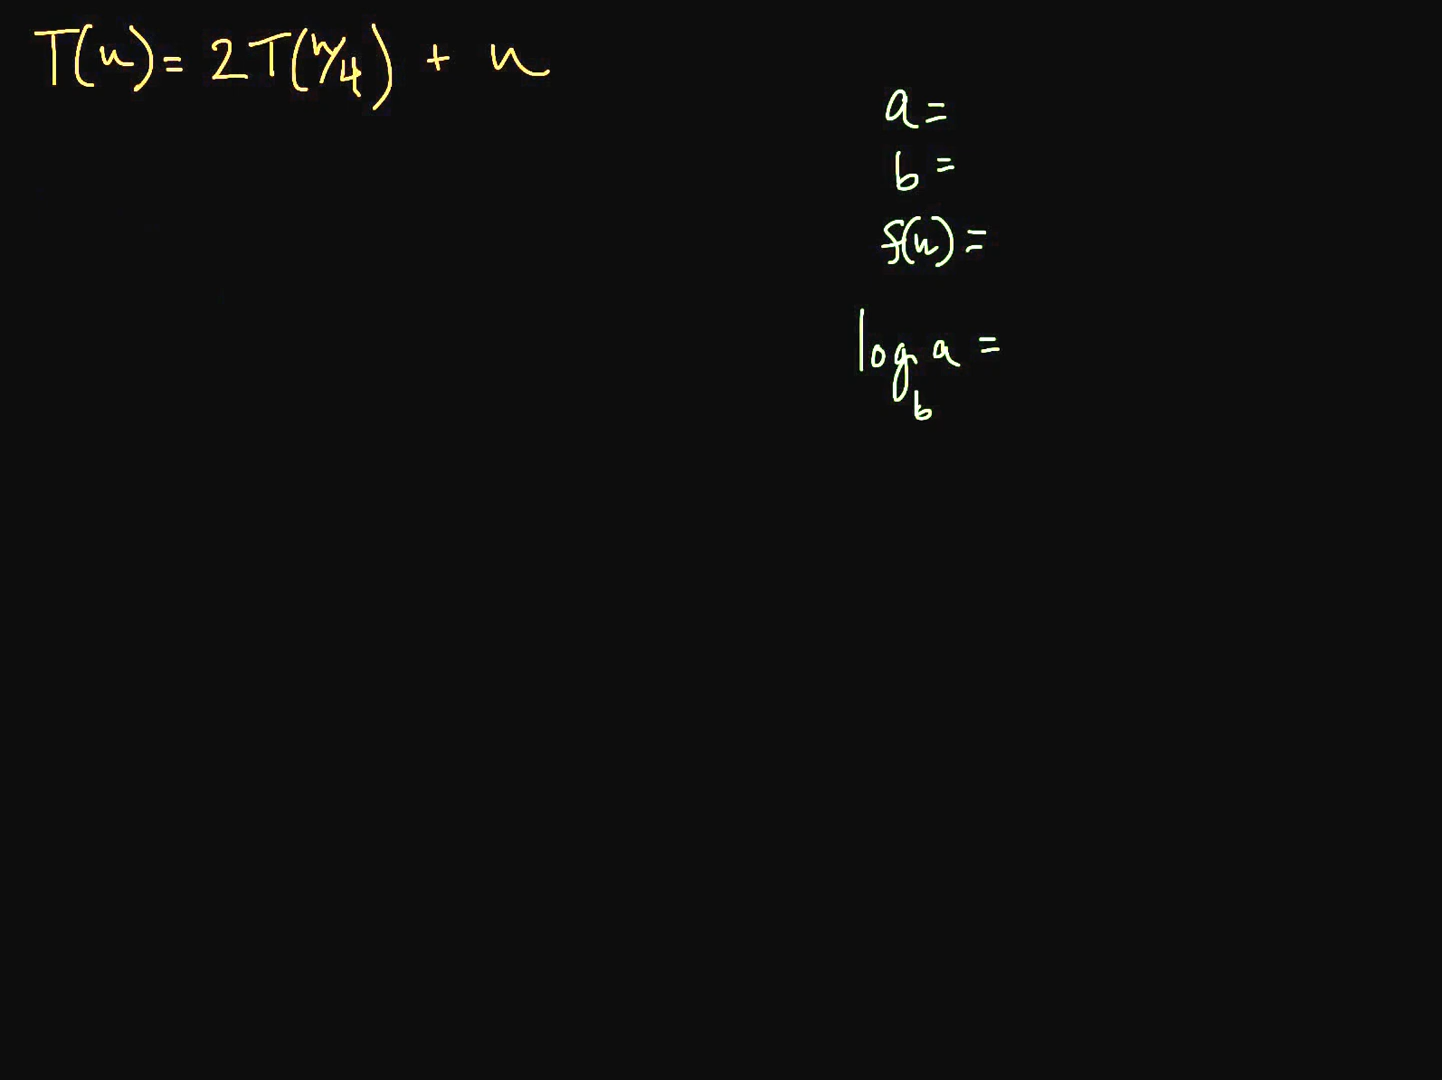 T(n)= 2T(n/4) + n
a=
b =
f(n) =
log_b a =